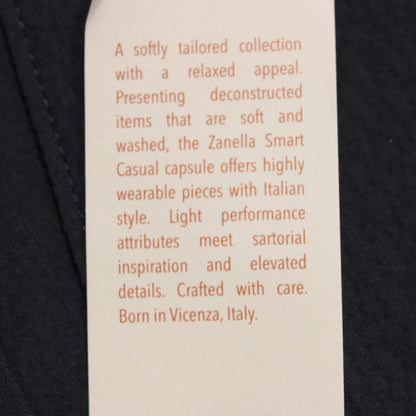 A softly tailored collection
with a relaxed appeal.
Presenting deconstructed
items that are soft and
washed, the Zanella Smart
Casual capsule offers highly
wearable pieces with Italian
style. Light performance
attributes meet sartorial
inspiration and elevated
details. Crafted with care.
Born in Vicenza, Italy.